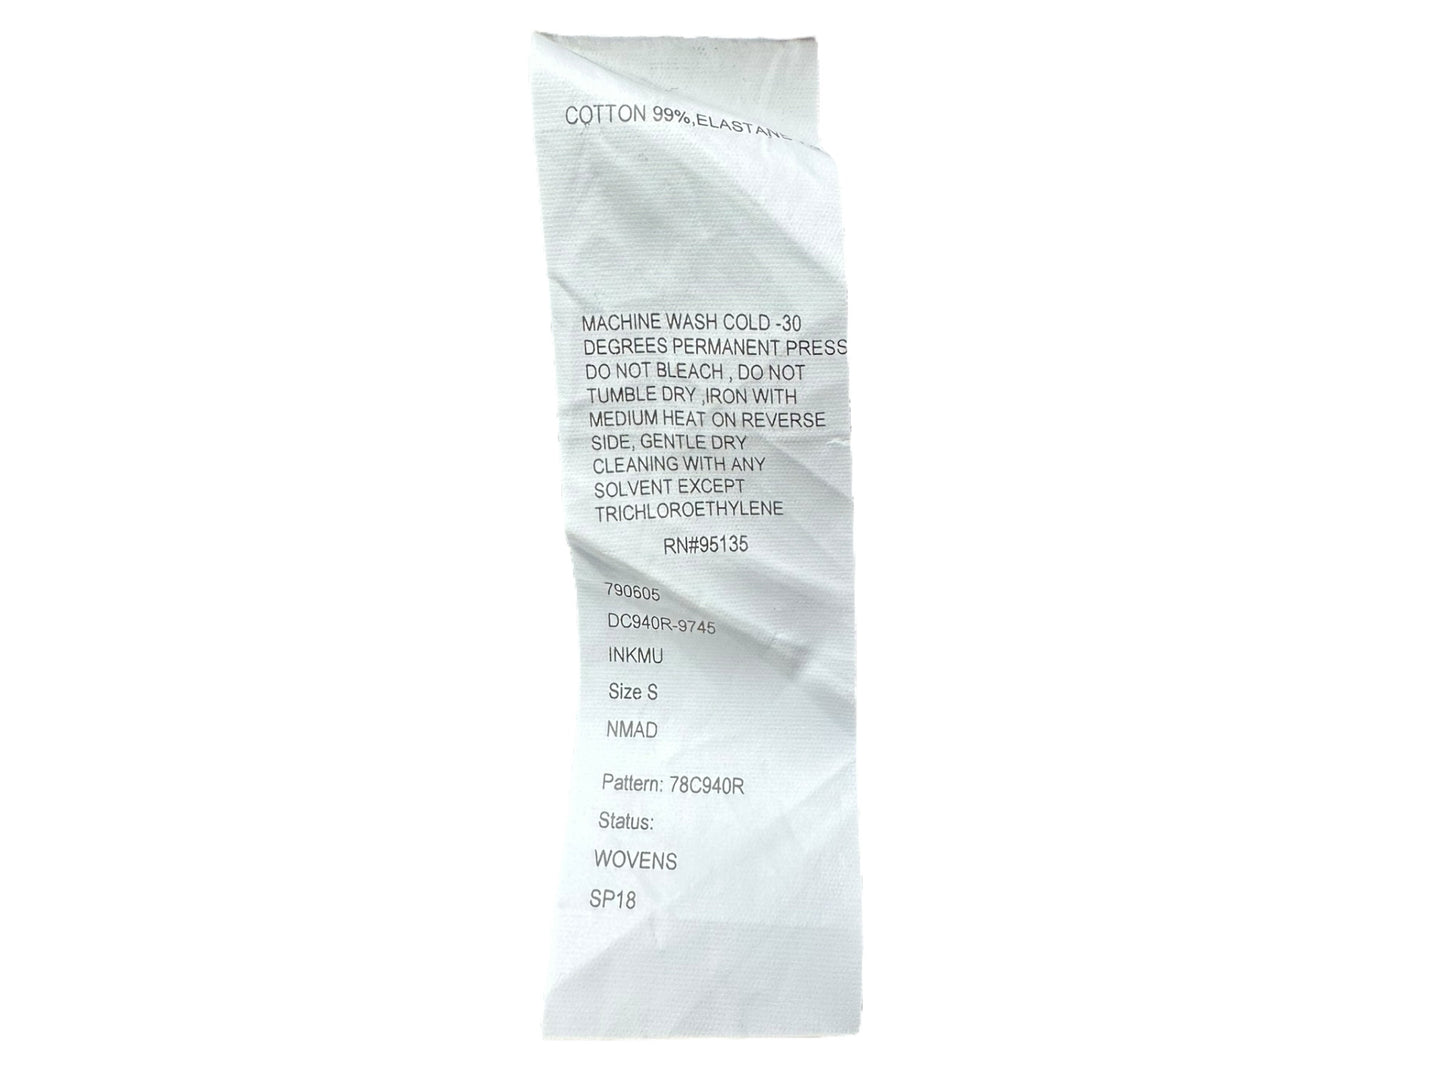 COTTON 99%,ELASTANE
MACHINE WASH COLD -30
DEGREES PERMANENT PRESS
DO NOT BLEACH , DO NOT
TUMBLE DRY ,IRON WITH
MEDIUM HEAT ON REVERSE
SIDE, GENTLE DRY
CLEANING WITH ANY
SOLVENT EXCEPT
TRICHLOROETHYLENE
RN#95135
790605
DC940R-9745
INKMU
Size S
NMAD
Pattern: 78C940R
Status:
WOVENS
SP18